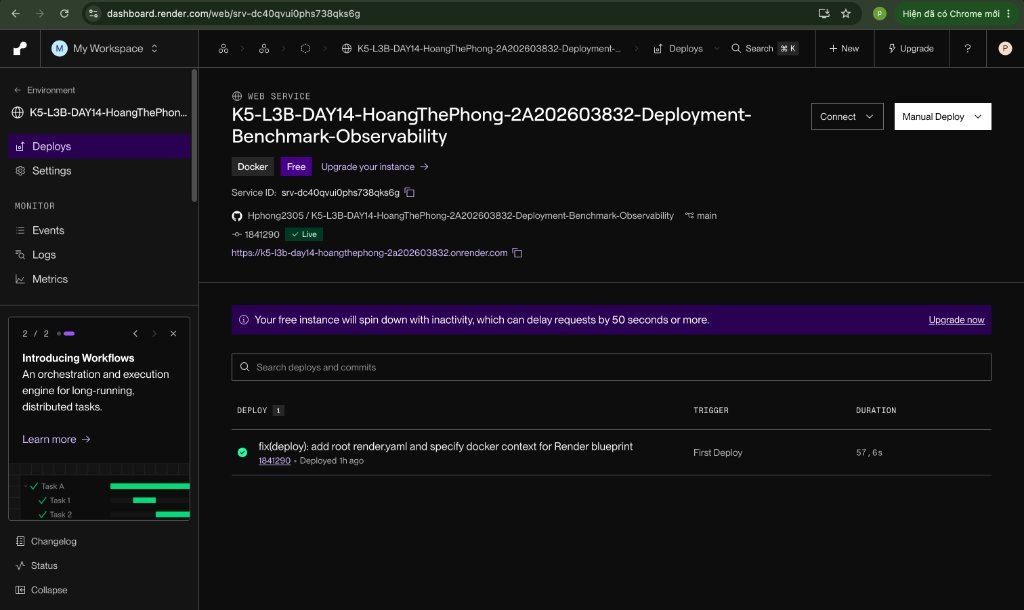 dashboard.render.com/web/srv-dc40qvui0phs738qks6g
P
Hiện đã có Chrome mới
M My Workspace
K5-L3B-DAY14-HoangThePhong-2A202603832-Deployment-...
Deploys
Search ⌘ K
+ New
Upgrade
?
P
← Environment
K5-L3B-DAY14-HoangThePhon...
Deploys
Settings
MONITOR
Events
Logs
Metrics
2 / 2
Introducing Workflows
An orchestration and execution
engine for long-running,
distributed tasks.
Learn more →
Task A
Task 1
Task 2
Changelog
Status
Collapse
WEB SERVICE
K5-L3B-DAY14-HoangThePhong-2A202603832-Deployment-
Benchmark-Observability
Connect
Manual Deploy
Docker Free Upgrade your instance →
Service ID: srv-dc40qvui0phs738qks6g
Hphong2305 / K5-L3B-DAY14-HoangThePhong-2A202603832-Deployment-Benchmark-Observability main
1841290 ✓ Live
https://k5-l3b-day14-hoangthephong-2a202603832.onrender.com
Your free instance will spin down with inactivity, which can delay requests by 50 seconds or more. Upgrade now
Search deploys and commits
DEPLOY 1 TRIGGER DURATION
fix(deploy): add root render.yaml and specify docker context for Render blueprint
1841290 • Deployed 1h ago
First Deploy
57,6s